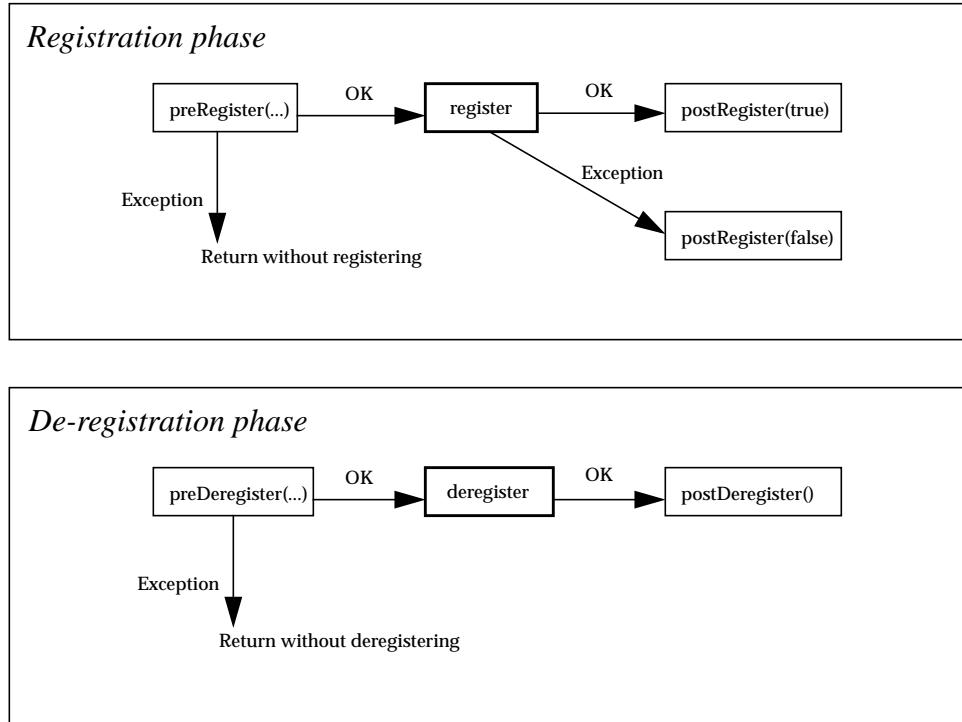 Registration phase
OK
OK
preRegister(...)
register
postRegister(true)
Exception
Exception
postRegister(false)
Return without registering
De-registration phase
OK
OK
preDeregister(...)
deregister
postDeregister()
Exception
Return without deregistering